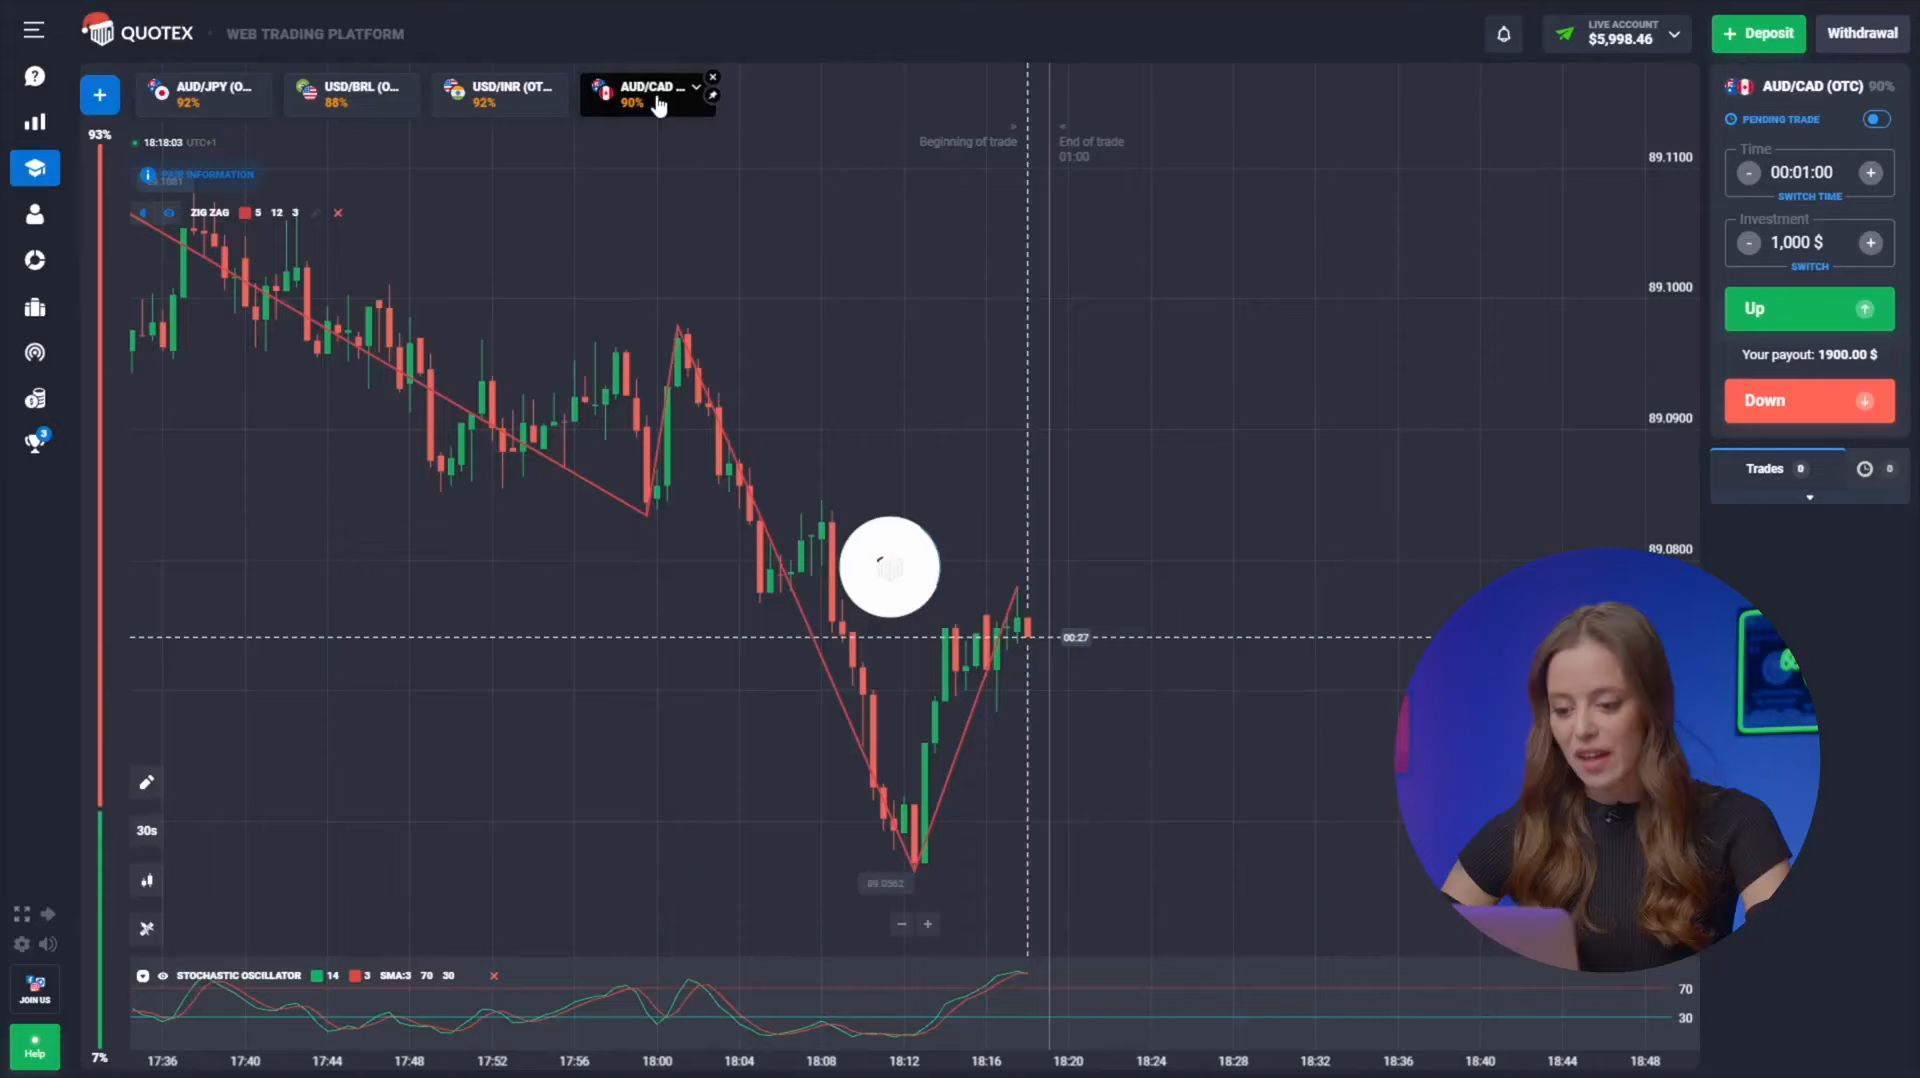 QUOTEX
WEB TRADING PLATFORM
LIVE ACCOUNT
$5,998.46
+ Deposit
Withdrawal
+
AUD/JPY (O...
92%
USD/BRL (O...
88%
USD/INR (OT...
92%
AUD/CAD ...
90%
AUD/CAD (OTC) 90%
PENDING TRADE
Time
- 00:01:00 +
SWITCH TIME
Investment
- 1,000 $ +
SWITCH
Up
Your payout: 1900.00 $
Down
Trades 0
0
93%
18:18:03 UTC+1
Beginning of trade
End of trade
01:00
PAIR INFORMATION
ZIG ZAG 5 12 3
89.1100
89.1000
89.0900
89.0800
00:27
89.0562
30s
3
STOCHASTIC OSCILLATOR 14 3 SMA:3 70 30
70
30
JOIN US
Help
7%
17:36 17:40 17:44 17:48 17:52 17:56 18:00 18:04 18:08 18:12 18:16 18:20 18:24 18:28 18:32 18:36 18:40 18:44 18:48